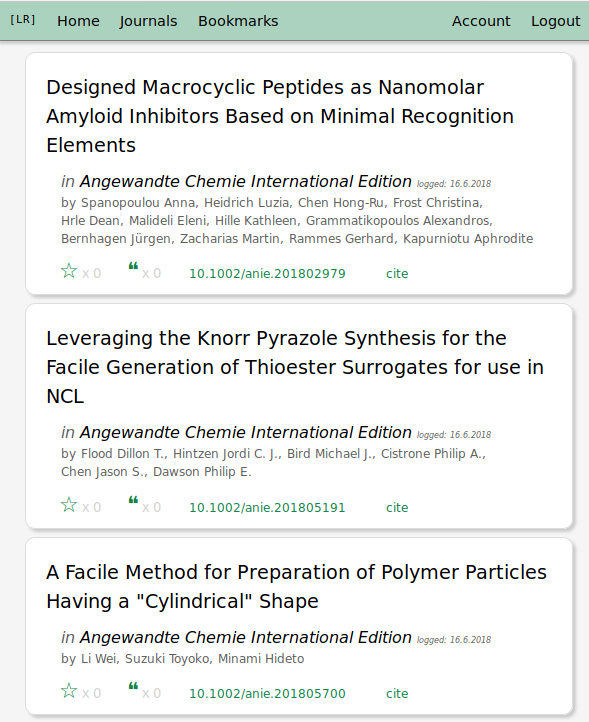 [LR] Home Journals Bookmarks Account Logout
Designed Macrocyclic Peptides as Nanomolar
Amyloid Inhibitors Based on Minimal Recognition
Elements
in Angewandte Chemie International Edition logged: 16.6.2018
by Spanopoulou Anna, Heidrich Luzia, Chen Hong-Ru, Frost Christina,
Hrle Dean, Malideli Eleni, Hille Kathleen, Grammatikopoulos Alexandros,
Bernhagen Jürgen, Zacharias Martin, Rammes Gerhard, Kapurniotu Aphrodite
☆ x 0 ❝ x 0 10.1002/anie.201802979 cite
Leveraging the Knorr Pyrazole Synthesis for the
Facile Generation of Thioester Surrogates for use in
NCL
in Angewandte Chemie International Edition logged: 16.6.2018
by Flood Dillon T., Hintzen Jordi C. J., Bird Michael J., Cistrone Philip A.,
Chen Jason S., Dawson Philip E.
☆ x 0 ❝ x 0 10.1002/anie.201805191 cite
A Facile Method for Preparation of Polymer Particles
Having a "Cylindrical" Shape
in Angewandte Chemie International Edition logged: 16.6.2018
by Li Wei, Suzuki Toyoko, Minami Hideto
☆ x 0 ❝ x 0 10.1002/anie.201805700 cite